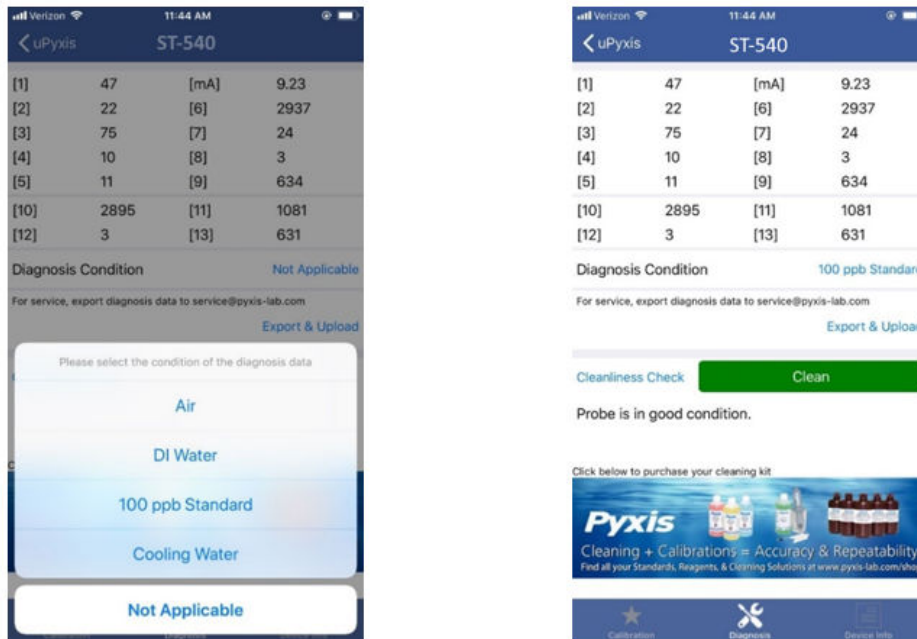 Verizon 11:44 AM
uPyxis ST-540
[1] 47 [mA] 9.23
[2] 22 [6] 2937
[3] 75 [7] 24
[4] 10 [8] 3
[5] 11 [9] 634
[10] 2895 [11] 1081
[12] 3 [13] 631
Diagnosis Condition Not Applicable
For service, export diagnosis data to service@pyxis-lab.com
Export & Upload
Please select the condition of the diagnosis data
Air
DI Water
100 ppb Standard
Cooling Water
Not Applicable
Verizon 11:44 AM
uPyxis ST-540
[1] 47 [mA] 9.23
[2] 22 [6] 2937
[3] 75 [7] 24
[4] 10 [8] 3
[5] 11 [9] 634
[10] 2895 [11] 1081
[12] 3 [13] 631
Diagnosis Condition 100 ppb Standard
For service, export diagnosis data to service@pyxis-lab.com
Export & Uploa
Cleanliness Check Clean
Probe is in good condition.
Click below to purchase your cleaning kit
Pyxis
Cleaning + Calibrations = Accuracy & Repeatability
Find all your Standards, Reagents, & Cleaning Solutions at www.pyxis-lab.com/sho
Calibration Diagnosis Device Info